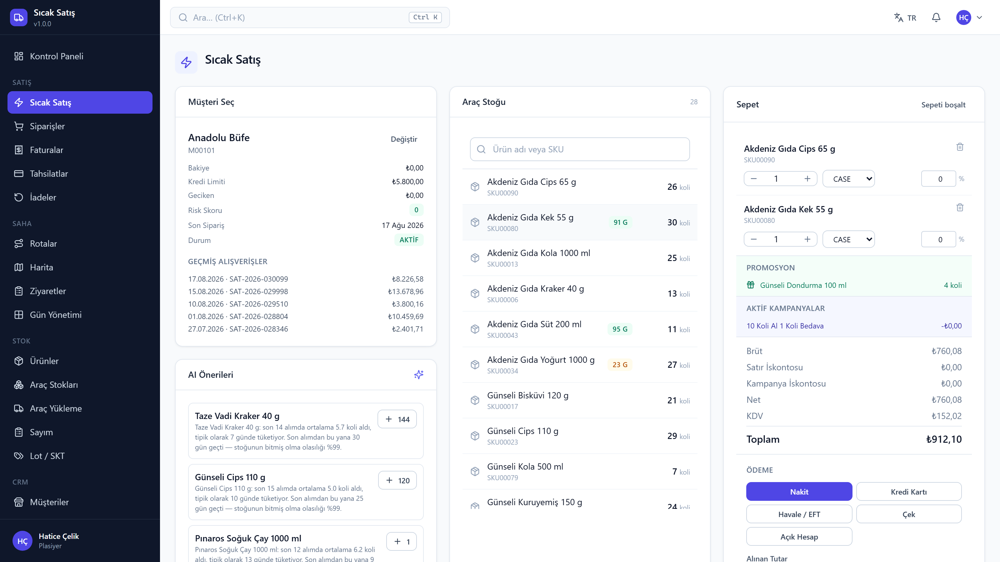 Sıcak Satış
v1.0.0
Kontrol Paneli
SATIŞ
Sıcak Satış
Siparişler
Faturalar
Tahsilatlar
İadeler
SAHA
Rotalar
Harita
Ziyaretler
Gün Yönetimi
STOK
Ürünler
Araç Stokları
Araç Yükleme
Sayım
Lot / SKT
CRM
Müşteriler
HÇ
Hatice Çelik
Plasiyer
Ara... (Ctrl+K)
Ctrl K
TR
HÇ
Sıcak Satış
Müşteri Seç
Anadolu Büfe
Değiştir
M00101
Bakiye ₺0,00
Kredi Limiti ₺5.800,00
Geciken ₺0,00
Risk Skoru 0
Son Sipariş 17 Ağu 2026
Durum AKTİF
GEÇMİŞ ALIŞVERİŞLER
17.08.2026 · SAT-2026-030099 ₺8.226,58
15.08.2026 · SAT-2026-029998 ₺13.678,96
10.08.2026 · SAT-2026-029510 ₺3.800,16
01.08.2026 · SAT-2026-028804 ₺10.459,69
27.07.2026 · SAT-2026-028346 ₺2.401,71
AI Önerileri
Taze Vadi Kraker 40 g
+ 144
Taze Vadi Kraker 40 g: son 14 alımda ortalama 5.7 koli aldı,
tipik olarak 7 günde tüketiyor. Son alımdan bu yana 30
gün geçti — stoğunun bitmiş olma olasılığı %99.
Günseli Cips 110 g
+ 120
Günseli Cips 110 g: son 15 alımda ortalama 5.0 koli aldı,
tipik olarak 10 günde tüketiyor. Son alımdan bu yana 25
gün geçti — stoğunun bitmiş olma olasılığı %99.
Pınaros Soğuk Çay 1000 ml
+ 1
Pınaros Soğuk Çay 1000 ml: son 12 alımda ortalama 6.2 koli
aldı, tipik olarak 13 günde tüketiyor. Son alımdan bu yana 9
Araç Stoğu 28
Ürün adı veya SKU
Akdeniz Gıda Cips 65 g
SKU00090
26 koli
Akdeniz Gıda Kek 55 g
SKU00080
91 G
30 koli
Akdeniz Gıda Kola 1000 ml
SKU00013
25 koli
Akdeniz Gıda Kraker 40 g
SKU00006
13 koli
Akdeniz Gıda Süt 200 ml
SKU00043
95 G
11 koli
Akdeniz Gıda Yoğurt 1000 g
SKU00034
23 G
27 koli
Günseli Bisküvi 120 g
SKU00017
21 koli
Günseli Cips 110 g
SKU00023
29 koli
Günseli Kola 500 ml
SKU00079
7 koli
Günseli Kuruyemiş 150 g
24 koli
Sepet
Sepeti boşalt
Akdeniz Gıda Cips 65 g
SKU00090
− 1 + CASE 0 %
Akdeniz Gıda Kek 55 g
SKU00080
− 1 + CASE 0 %
PROMOSYON
Günseli Dondurma 100 ml 4 koli
AKTİF KAMPANYALAR
10 Koli Al 1 Koli Bedava -₺0,00
Brüt ₺760,08
Satır İskontosu ₺0,00
Kampanya İskontosu ₺0,00
Net ₺760,08
KDV ₺152,02
Toplam ₺912,10
ÖDEME
Nakit
Kredi Kartı
Havale / EFT
Çek
Açık Hesap
Alınan Tutar